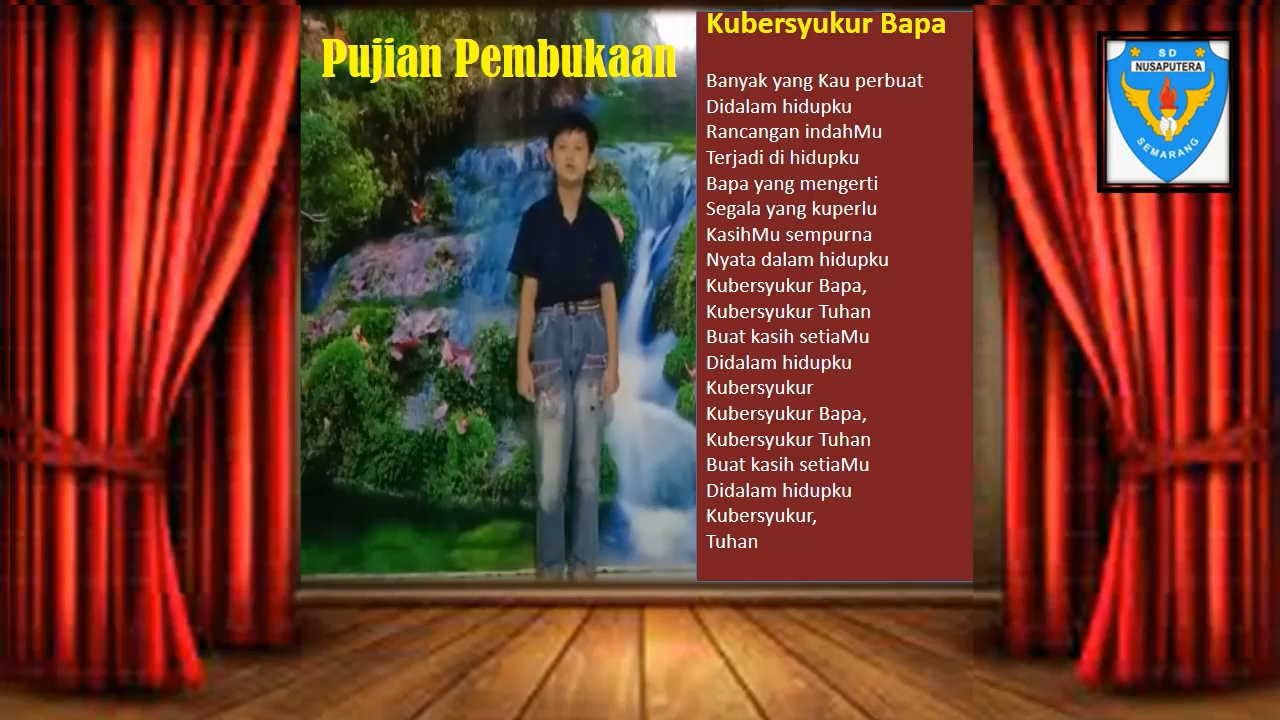 Pujian Pembukaan
Kubersyukur Bapa
Banyak yang Kau perbuat
Didalam hidupku
Rancangan indahMu
Terjadi di hidupku
Bapa yang mengerti
Segala yang kuperlu
KasihMu sempurna
Nyata dalam hidupku
Kubersyukur Bapa,
Kubersyukur Tuhan
Buat kasih setiaMu
Didalam hidupku
Kubersyukur
Kubersyukur Bapa,
Kubersyukur Tuhan
Buat kasih setiaMu
Didalam hidupku
Kubersyukur,
Tuhan
SD
NUSAPUTERA
SEMARANG